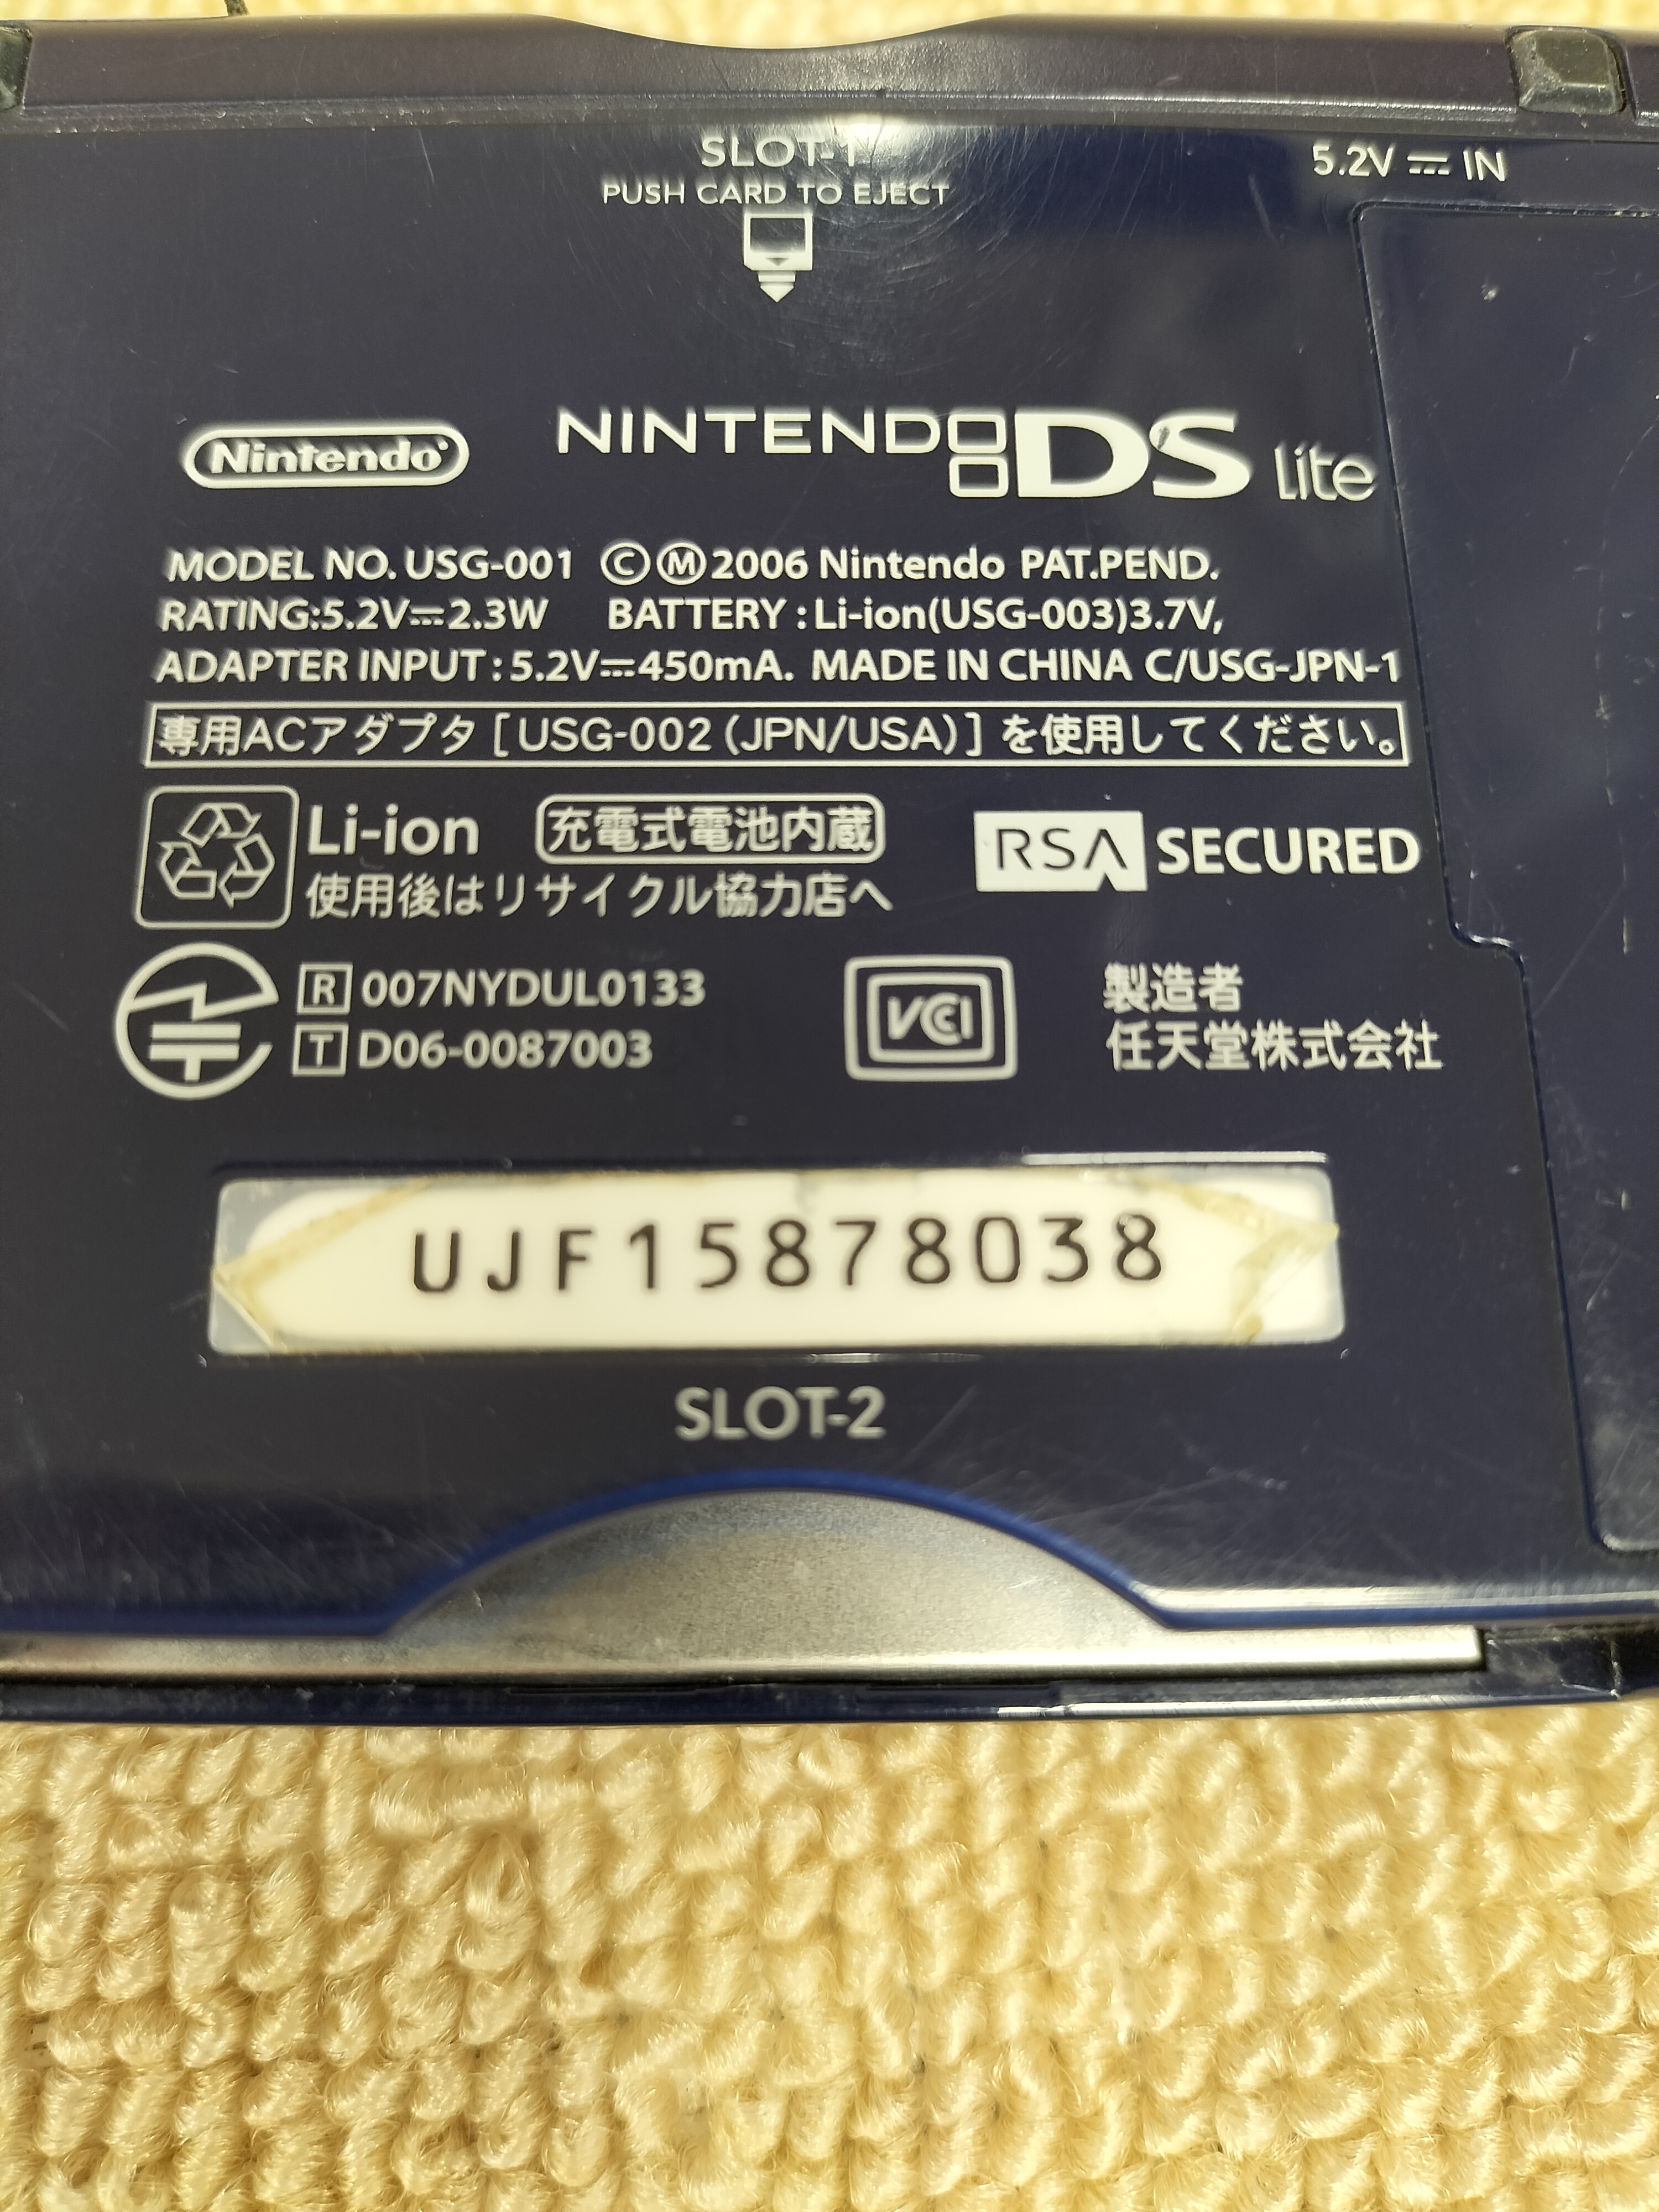 SLOT-1
PUSH CARD TO EJECT
5.2V ⎓ IN
Nintendo®
NINTENDO DS Lite
MODEL NO. USG-001 ⒸⓂ2006 Nintendo PAT.PEND.
RATING:5.2V⎓2.3W BATTERY : Li-ion(USG-003)3.7V,
ADAPTER INPUT : 5.2V⎓450mA. MADE IN CHINA C/USG-JPN-1
専用ACアダプタ [USG-002 (JPN/USA)] を使用してください。
Li-ion 充電式電池内蔵
使用後はリサイクル協力店へ
RSA SECURED
R 007NYDUL0133
T D06-0087003
VCCI
製造者
任天堂株式会社
UJF15878038
SLOT-2